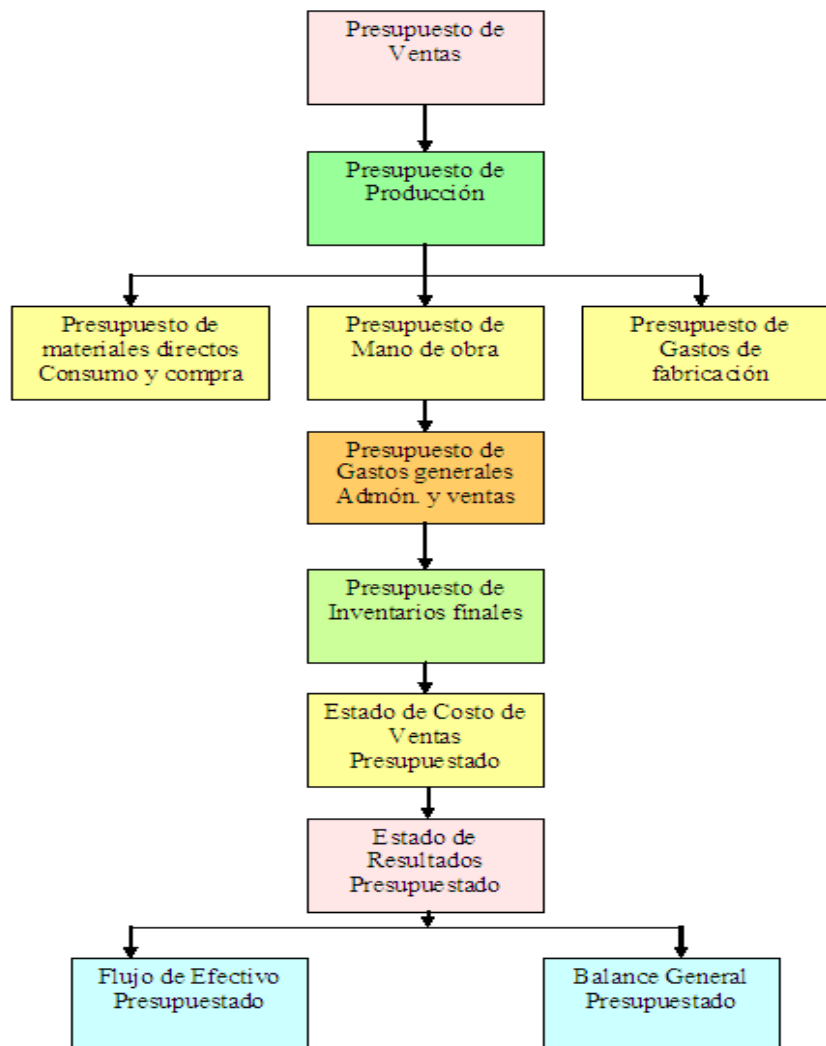 Presupuesto de
Ventas
Presupuesto de
Producción
Presupuesto de
materiales directos
Consumo y compra
Presupuesto de
Mano de obra
Presupuesto de
Gastos de
fabricación
Presupuesto de
Gastos generales
Admón. y ventas
Presupuesto de
Inventarios finales
Estado de Costo de
Ventas
Presupuestado
Estado de
Resultados
Presupuestado
Flujo de Efectivo
Presupuestado
Balance General
Presupuestado